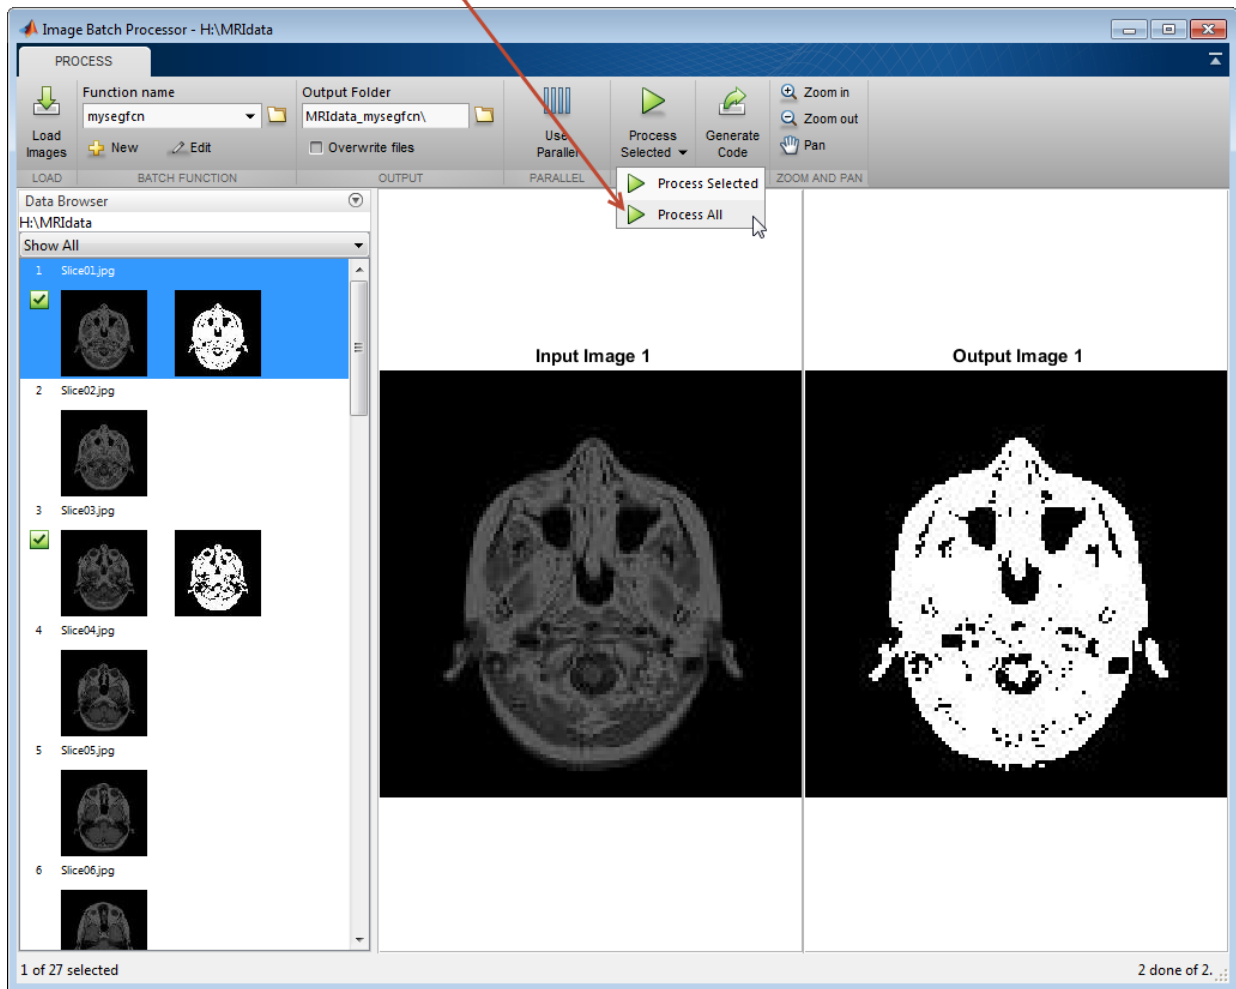 Image Batch Processor - H:\MRIdata
PROCESS
Load
Images
Function name
mysegfcn
New
Edit
Output Folder
MRIdata_mysegfcn\
Overwrite files
Use
Parallel
Process
Selected
Generate
Code
Zoom in
Zoom out
Pan
LOAD
BATCH FUNCTION
OUTPUT
PARALLEL
ZOOM AND PAN
Process Selected
Process All
Data Browser
H:\MRIdata
Show All
1 Slice01.jpg
2 Slice02.jpg
3 Slice03.jpg
4 Slice04.jpg
5 Slice05.jpg
6 Slice06.jpg
Input Image 1
Output Image 1
1 of 27 selected
2 done of 2.